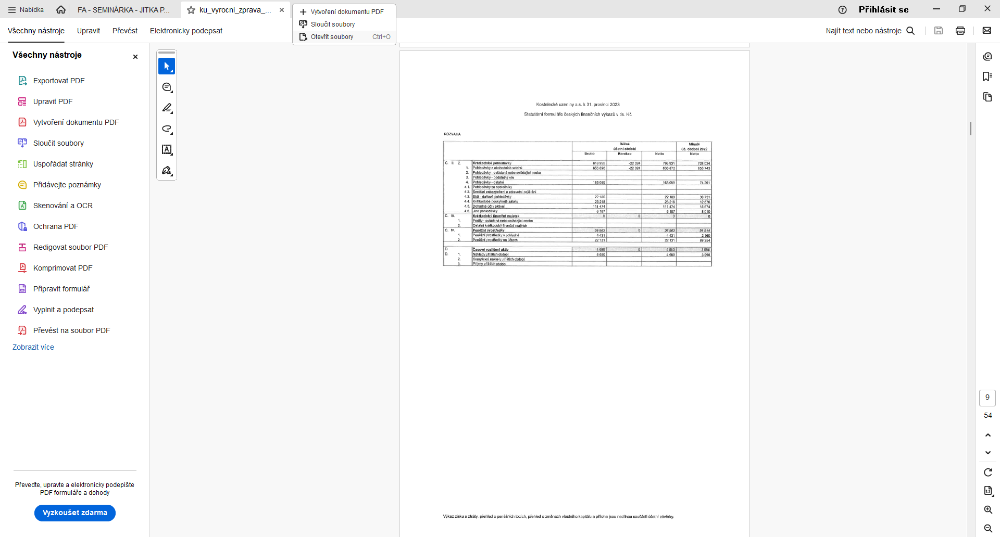 Nabídka
FA - SEMINÁRKA - JITKA P...
ku_vyrocni_zprava_...
Vytvoření dokumentu PDF
Sloučit soubory
Otevřít soubory Ctrl+O
Přihlásit se
Všechny nástroje Upravit Převést Elektronicky podepsat
Najít text nebo nástroje
Všechny nástroje
Exportovat PDF
Upravit PDF
Vytvoření dokumentu PDF
Sloučit soubory
Uspořádat stránky
Přidávejte poznámky
Skenování a OCR
Ochrana PDF
Redigovat soubor PDF
Komprimovat PDF
Připravit formulář
Vyplnit a podepsat
Převést na soubor PDF
Zobrazit více
Převeďte, upravte a elektronicky podepište
PDF formuláře a dohody
Vyzkoušet zdarma
Kostelecké uzeniny a.s. k 31. prosinci 2023
Statutární formuláře českých finančních výkazů v tis. Kč
ROZVAHA
Běžné účetní období
Minulé úč. období 2022
Brutto Korekce Netto Netto
C. II. 2. Krátkodobé pohledávky 818 955 -22 024 796 931 728 034
1. Pohledávky z obchodních vztahů 655 896 -22 024 633 872 653 743
2. Pohledávky - ovládaná nebo ovládající osoba
3. Pohledávky - podstatný vliv
4. Pohledávky - ostatní 163 059 163 059 74 291
4.1. Pohledávky za společníky
4.2. Sociální zabezpečení a zdravotní pojištění
4.3. Stát - daňové pohledávky 22 180 22 180 36 731
4.4. Krátkodobé poskytnuté zálohy 23 218 23 218 12 876
4.5. Dohadné účty aktivní 111 474 111 474 16 674
4.6. Jiné pohledávky 6 187 6 187 8 010
C. III. Krátkodobý finanční majetek 0 0 0 0
1. Podíly - ovládaná nebo ovládající osoba
2. Ostatní krátkodobý finanční majetek
C. IV. Peněžní prostředky 26 562 0 26 562 91 514
1. Peněžní prostředky v pokladně 4 431 4 431 2 160
2. Peněžní prostředky na účtech 22 131 22 131 89 354
D. Časové rozlišení aktiv 4 680 0 4 680 3 996
D. 1. Náklady příštích období 4 680 4 680 3 996
2. Komplexní náklady příštích období
3. Příjmy příštích období
Výkaz zisku a ztráty, přehled o peněžních tocích, přehled o změnách vlastního kapitálu a příloha jsou nedílnou součástí účetní závěrky.
9
54